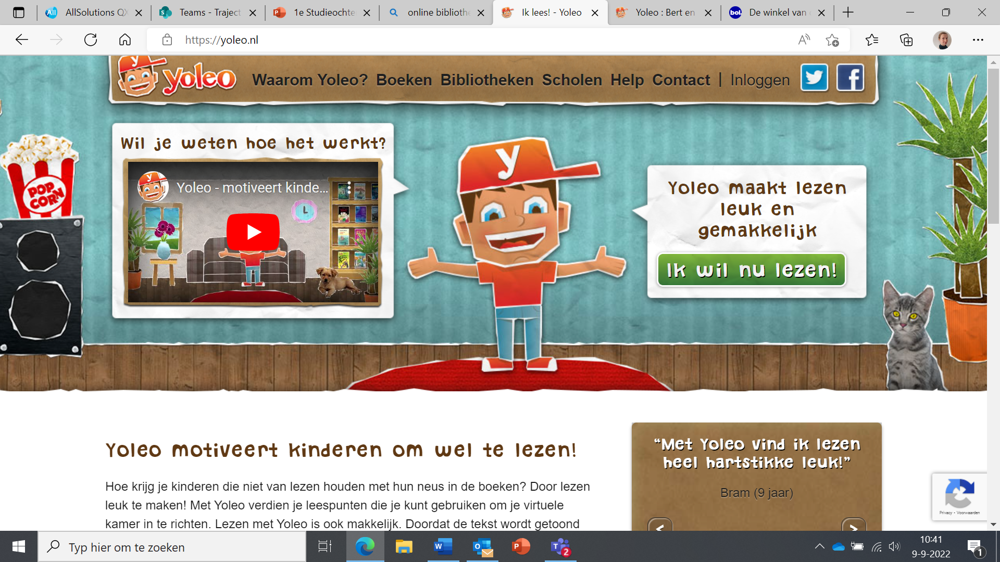 AllSolutions QX
Teams - Traject
1e Studieochte
online bibliothe
Ik lees! - Yoleo
Yoleo : Bert en
bol.
De winkel van
https://yoleo.nl
y
yoleo
Waarom Yoleo? Boeken Bibliotheken Scholen Help Contact | Inloggen
Wil je weten hoe het werkt?
Yoleo - motiveert kinde...
POP
CORN
y
Yoleo maakt lezen
leuk en
gemakkelijk
Ik wil nu lezen!
Yoleo motiveert kinderen om wel te lezen!
Hoe krijg je kinderen die niet van lezen houden met hun neus in de boeken? Door lezen
leuk te maken! Met Yoleo verdien je leespunten die je kunt gebruiken om je virtuele
kamer in te richten. Lezen met Yoleo is ook makkelijk. Doordat de tekst wordt getoond
“Met Yoleo vind ik lezen
heel hartstikke leuk!”
Bram (9 jaar)
< >
Privacy - Voorwaarden
Typ hier om te zoeken
10:41
9-9-2022